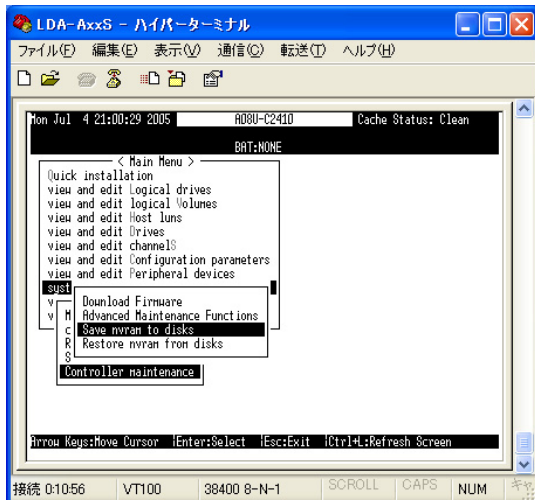 LDA-AxxS - ハイパーターミナル
ファイル(F) 編集(E) 表示(V) 通信(C) 転送(T) ヘルプ(H)
Mon Jul 4 21:00:29 2005 A08U-C2410 Cache Status: Clean
BAT:NONE
< Main Menu >
Quick installation
view and edit Logical drives
view and edit logical Volumes
view and edit Host luns
view and edit Drives
view and edit channelS
view and edit Configuration parameters
view and edit Peripheral devices
syst
v
Download Firmware
v M Advanced Maintenance Functions
c Save nvram to disks
R Restore nvram from disks
S
Controller maintenance
Arrow Keys:Move Cursor |Enter:Select |Esc:Exit |Ctrl+L:Refresh Screen
接続 0:10:56 VT100 38400 8-N-1 SCROLL CAPS NUM キャ